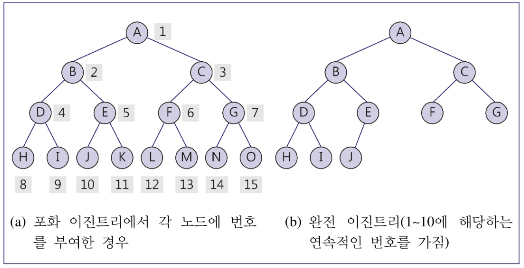 A 1
B 2 C 3
D 4 E 5 F 6 G 7
H I J K L M N O
8 9 10 11 12 13 14 15
(a) 포화 이진트리에서 각 노드에 번호
를 부여한 경우
A
B C
D E F G
H I J
(b) 완전 이진트리(1~10에 해당하는
연속적인 번호를 가짐)